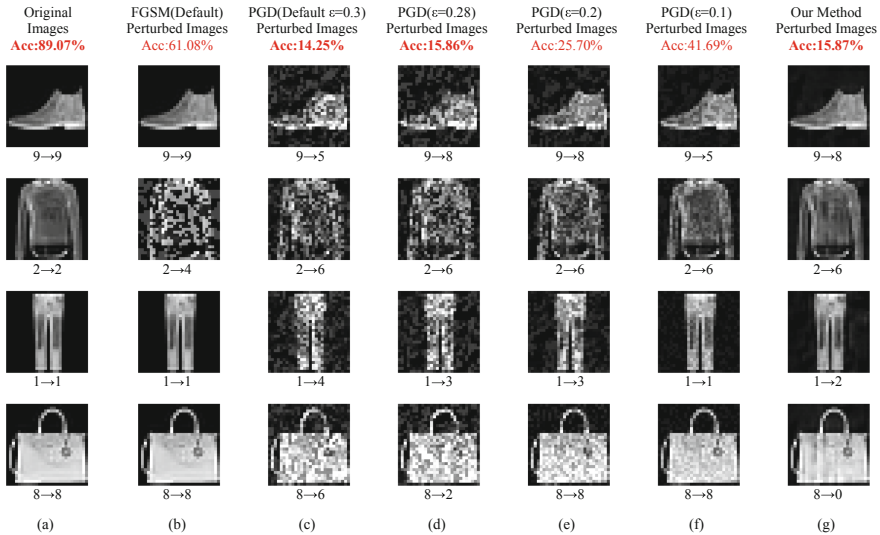 Original Images Acc:89.07%
FGSM(Default) Perturbed Images Acc:61.08%
PGD(Default ε=0.3) Perturbed Images Acc:14.25%
PGD(ε=0.28) Perturbed Images Acc:15.86%
PGD(ε=0.2) Perturbed Images Acc:25.70%
PGD(ε=0.1) Perturbed Images Acc:41.69%
Our Method Perturbed Images Acc:15.87%
9→9 9→9 9→5 9→8 9→8 9→5 9→8
2→2 2→4 2→6 2→6 2→6 2→6 2→6
1→1 1→1 1→4 1→3 1→3 1→1 1→2
8→8 8→8 8→6 8→2 8→8 8→8 8→0
(a) (b) (c) (d) (e) (f) (g)